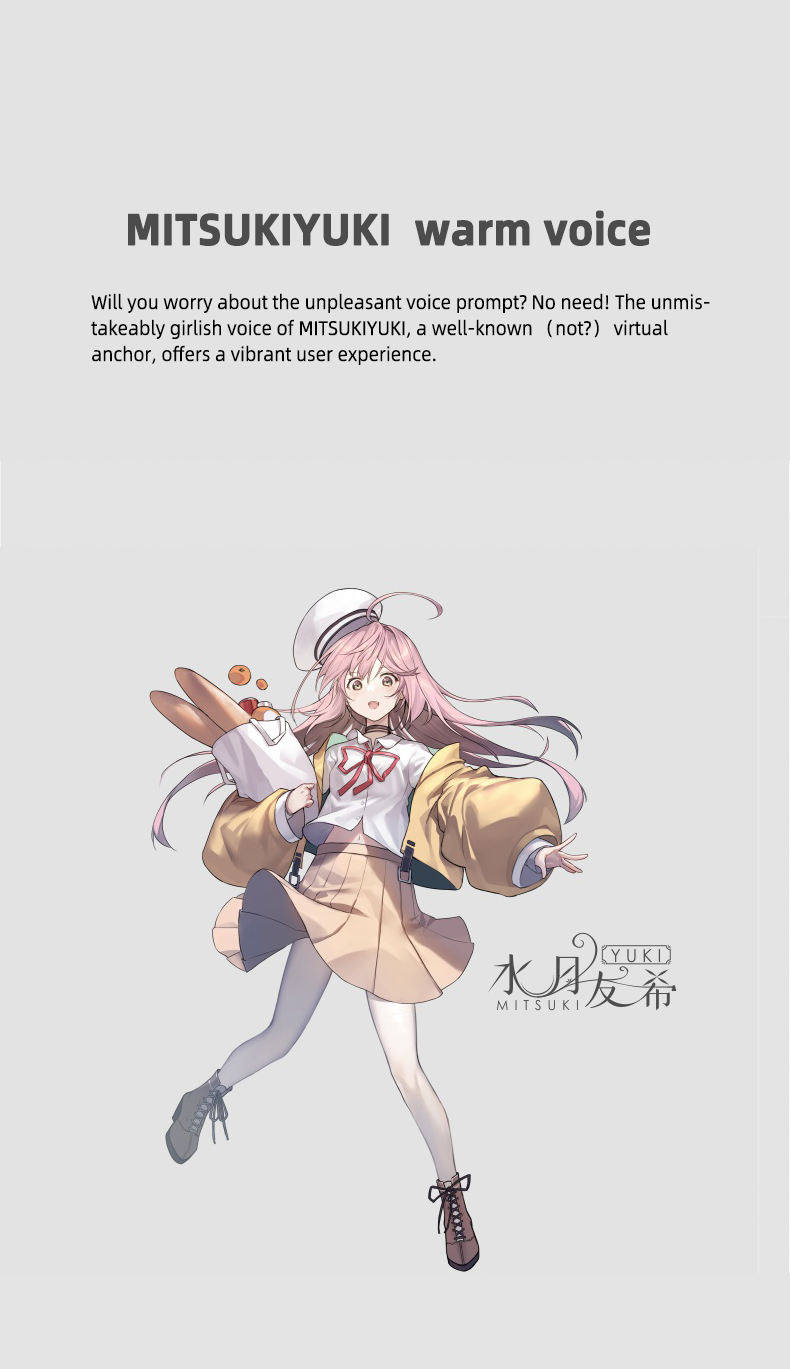 MITSUKIYUKI warm voice
Will you worry about the unpleasant voice prompt? No need! The unmis-
takeably girlish voice of MITSUKIYUKI, a well-known （not?） virtual
anchor, offers a vibrant user experience.
YUKI
水月友希
MITSUKI